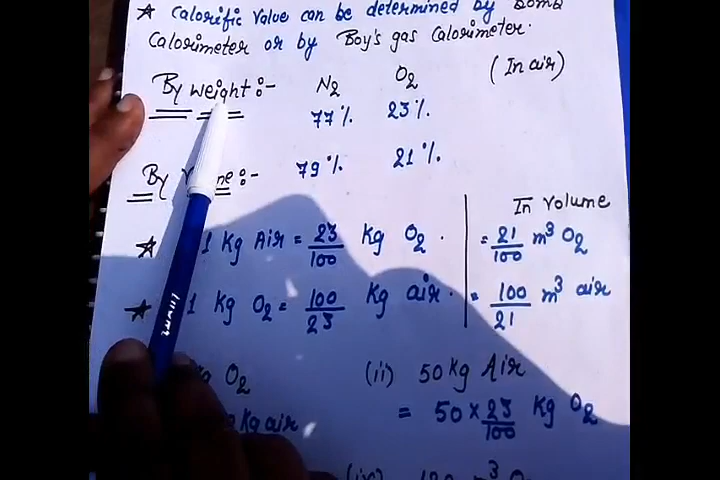 ★ Calorific Value can be determined by Bomb
Calorimeter or by Boy's gas Calorimeter.
N2 O2 (In air)
By weight :- 77% 23%.
By :- 79% 21%.
In volume
★ 1 kg Air = 23/100 kg O2. = 21/100 m³ O2
★ 1 kg O2 = 100/23 kg air. = 100/21 m³ air
O2 (ii) 50 kg Air
kg air = 50 × 23/100 kg O2